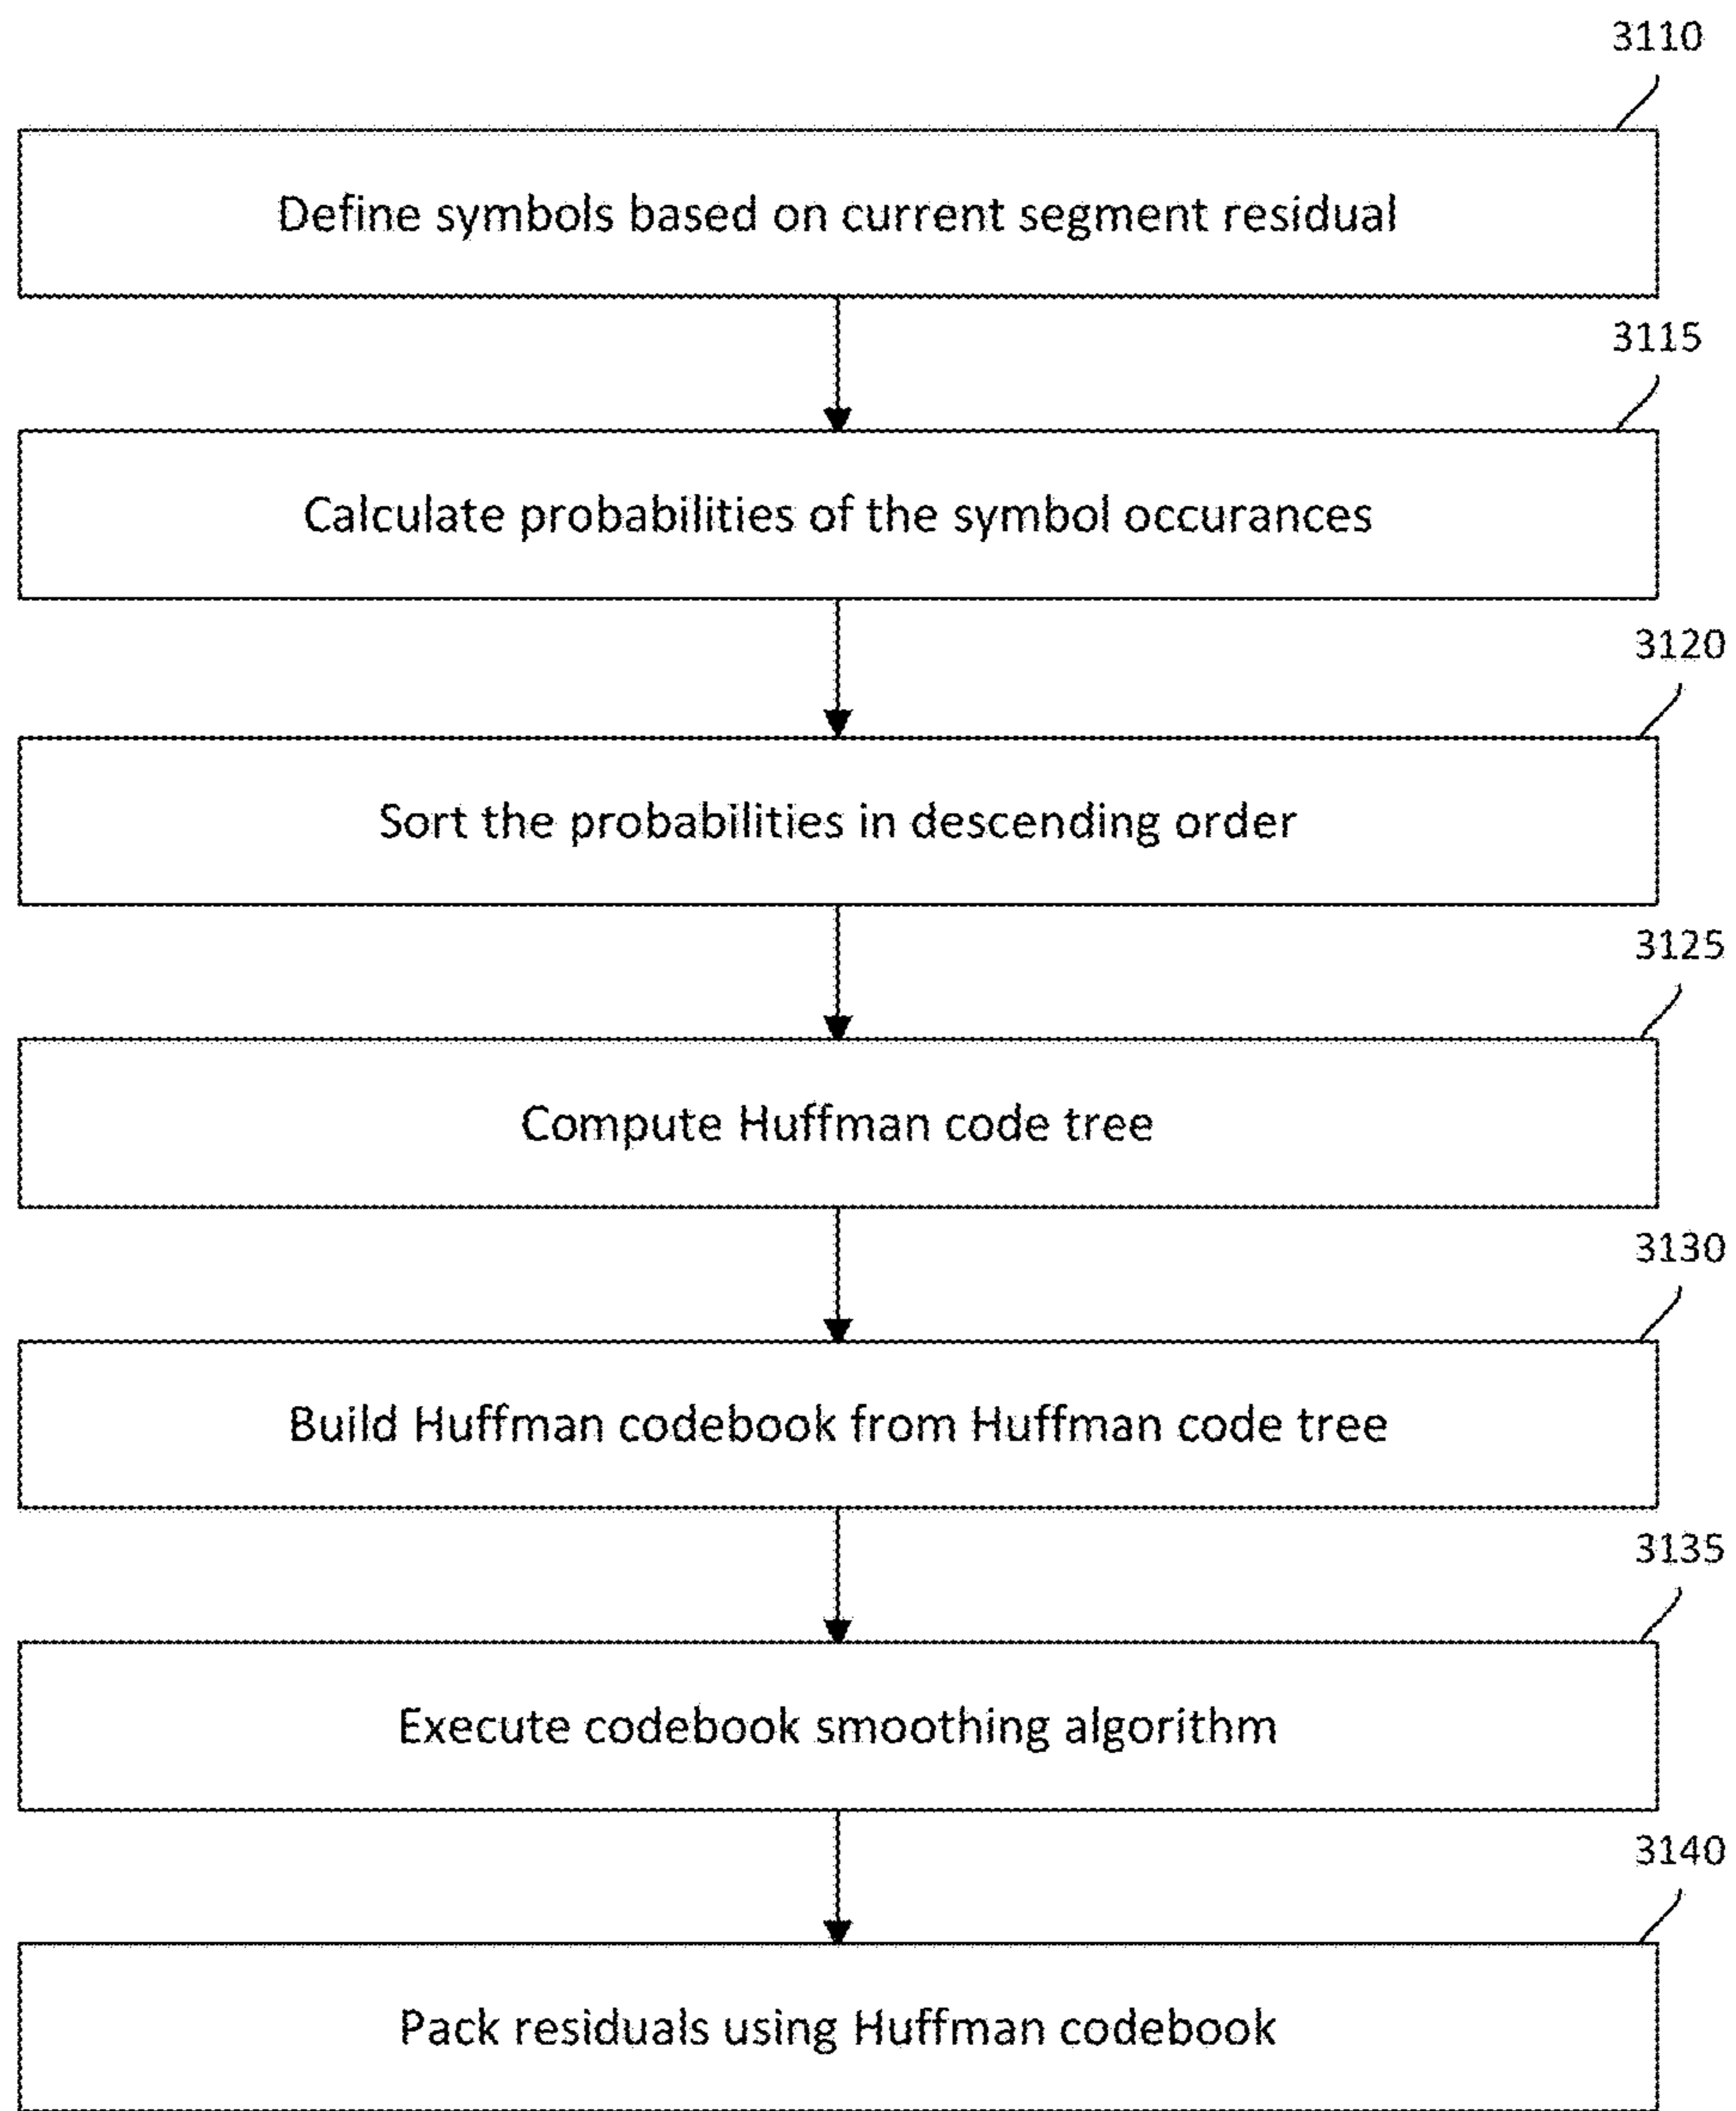 3110
Define symbols based on current segment residual
3115
Calculate probabilities of the symbol occurances
3120
Sort the probabilities in descending order
3125
Compute Huffman code tree
3130
Build Huffman codebook from Huffman code tree
3135
Execute codebook smoothing algorithm
3140
Pack residuals using Huffman codebook